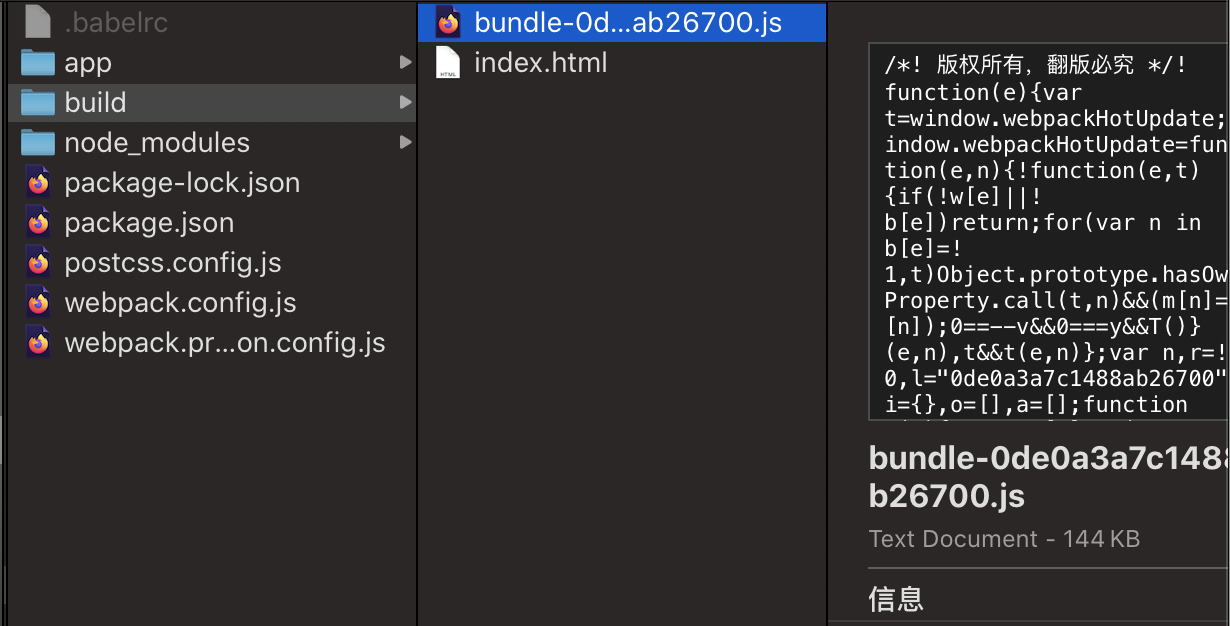 .babelrc
app
build
node_modules
package-lock.json
package.json
postcss.config.js
webpack.config.js
webpack.pr...on.config.js
bundle-0d...ab26700.js
index.html
HTML
/*! 版权所有，翻版必究 */!
function(e){var
t=window.webpackHotUpdate;
indow.webpackHotUpdate=fun
tion(e,n){!function(e,t)
{if(!w[e]||!
b[e])return;for(var n in
b[e]=!
1,t)Object.prototype.hasOw
Property.call(t,n)&&(m[n]=
[n]);0==--v&&0===y&&T()}
(e,n),t&&t(e,n)};var n,r=!
0,l="0de0a3a7c1488ab26700"
i={},o=[],a=[];function
bundle-0de0a3a7c1488
b26700.js
Text Document - 144 KB
信息